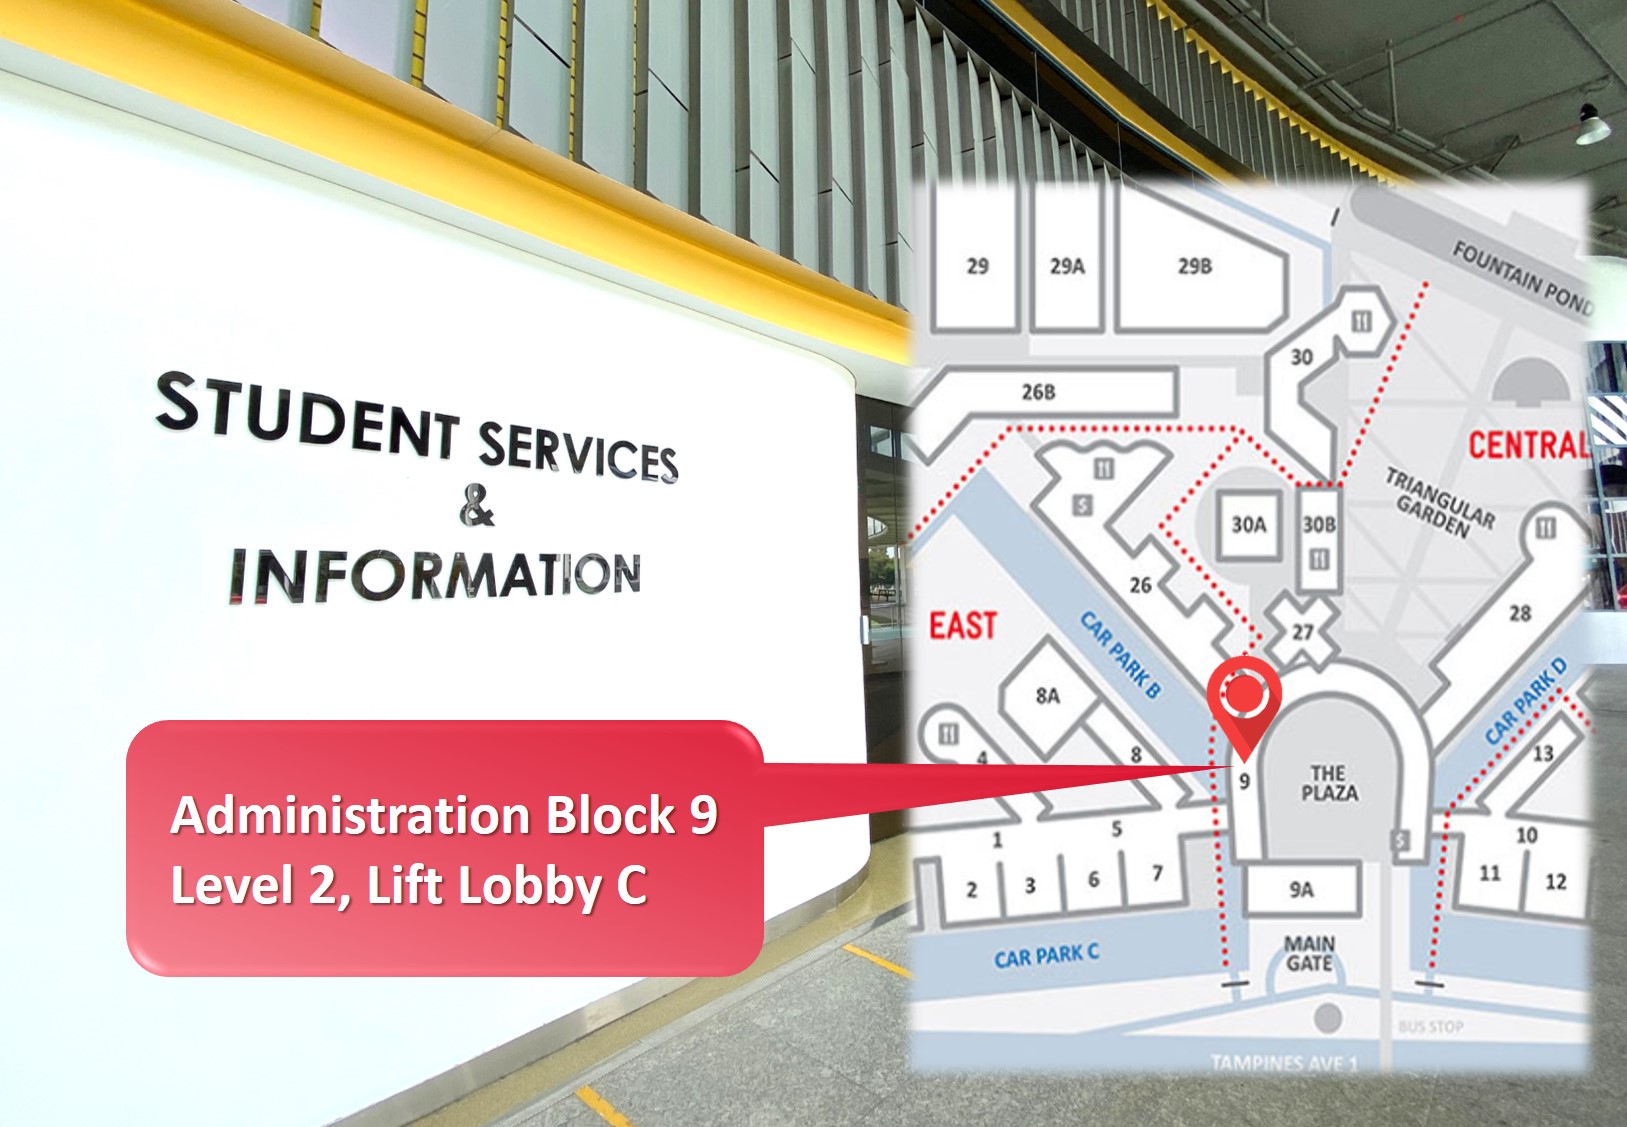 STUDENT SERVICES
&
INFORMATION
Administration Block 9
Level 2, Lift Lobby C
29
29A
29B
FOUNTAIN POND
30
26B
CENTRAL
TRIANGULAR
GARDEN
30A
30B
26
28
27
EAST
CAR PARK B
8A
CAR PARK D
4
8
13
9
THE
PLAZA
1
5
10
2
3
6
7
11
12
9A
CAR PARK C
MAIN
GATE
BUS STOP
TAMPINES AVE 1